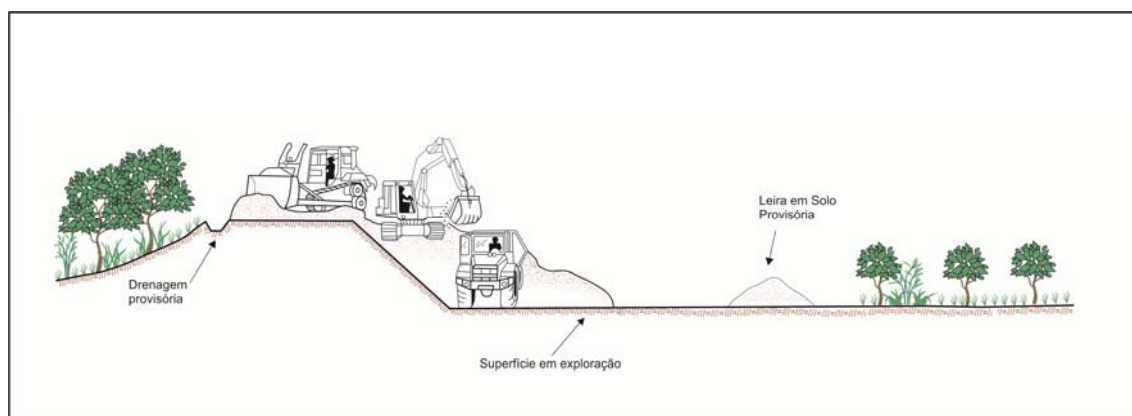 Leira em Solo
Provisória
Drenagem
provisória
Superfície em exploração